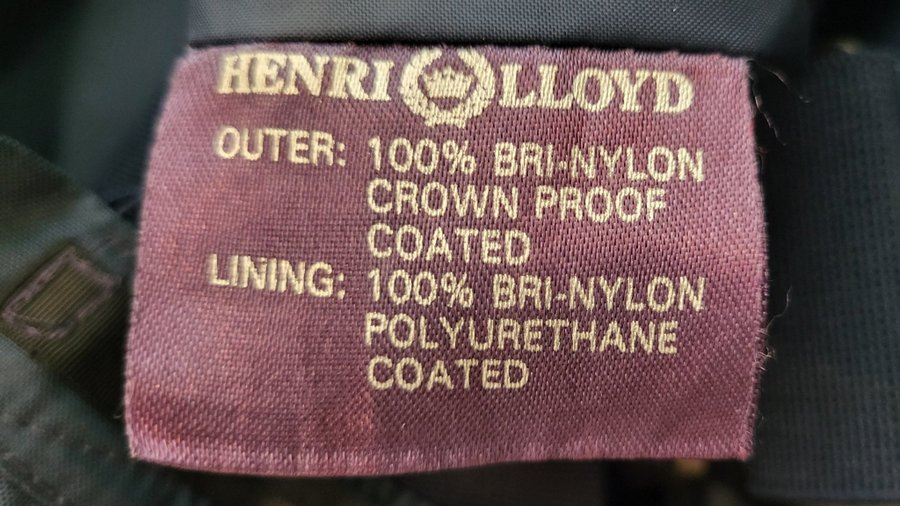 HENRI LLOYD
OUTER: 100% BRI-NYLON
CROWN PROOF
COATED
LINING: 100% BRI-NYLON
POLYURETHANE
COATED